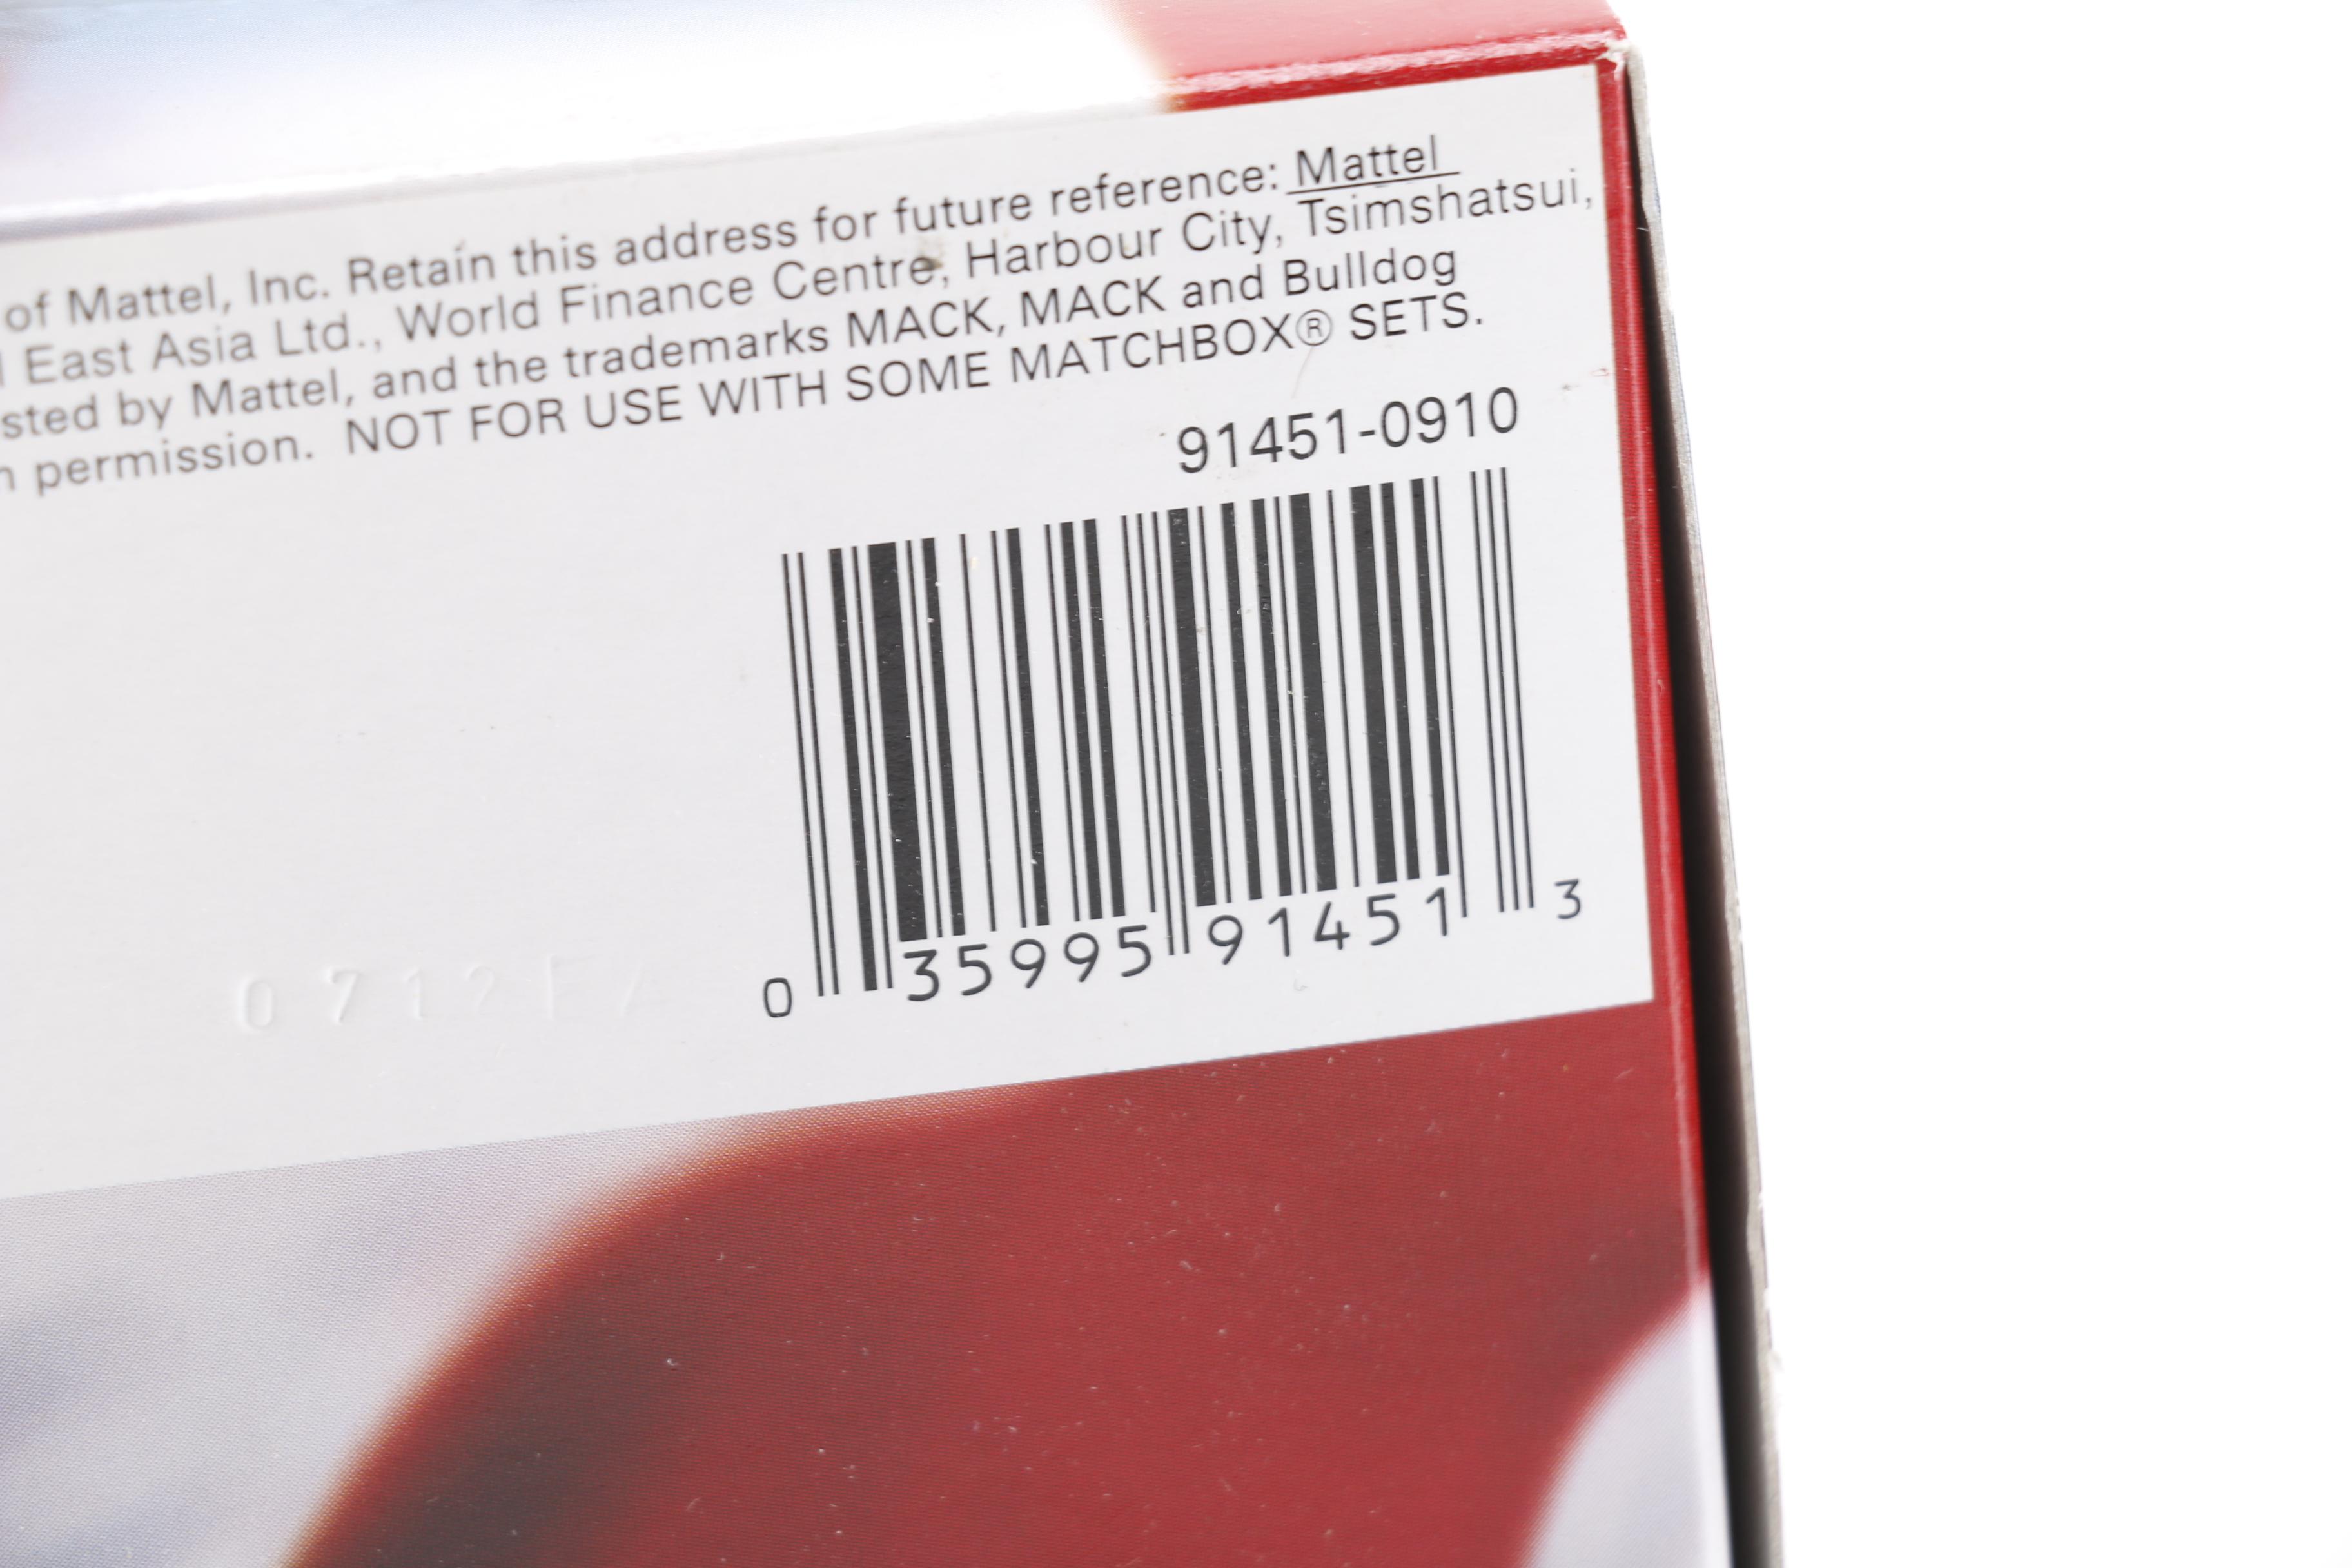 of Mattel, Inc. Retain this address for future reference: Mattel
East Asia Ltd., World Finance Centre, Harbour City, Tsimshatsui,
sted by Mattel, and the trademarks MACK, MACK and Bulldog
permission. NOT FOR USE WITH SOME MATCHBOX® SETS.
91451-0910
0 35995 91451 3
0712E